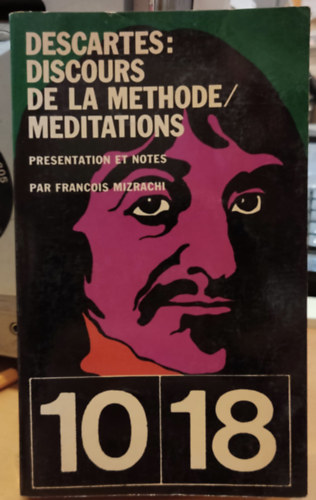 DESCARTES:
DISCOURS
DE LA METHODE/
MEDITATIONS
PRESENTATION ET NOTES
PAR FRANCOIS MIZRACHI
10 18